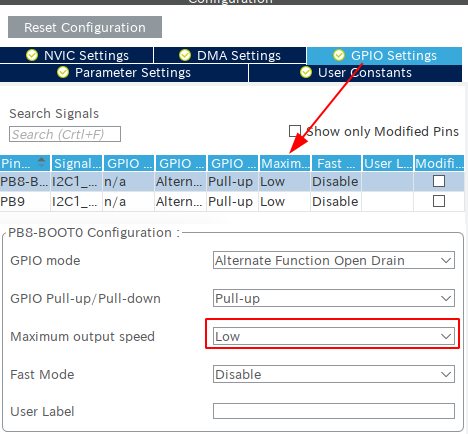 Configuration
Reset Configuration
NVIC Settings DMA Settings GPIO Settings
Parameter Settings User Constants
Search Signals
Search (Crtl+F) Show only Modified Pins
Pin... Signal... GPIO ... GPIO ... GPIO ... Maxim... Fast ... User L... Modifi...
PB8-B... I2C1_... n/a Altern... Pull-up Low Disable
PB9 I2C1_... n/a Altern... Pull-up Low Disable
PB8-BOOT0 Configuration :
GPIO mode Alternate Function Open Drain
GPIO Pull-up/Pull-down Pull-up
Maximum output speed Low
Fast Mode Disable
User Label